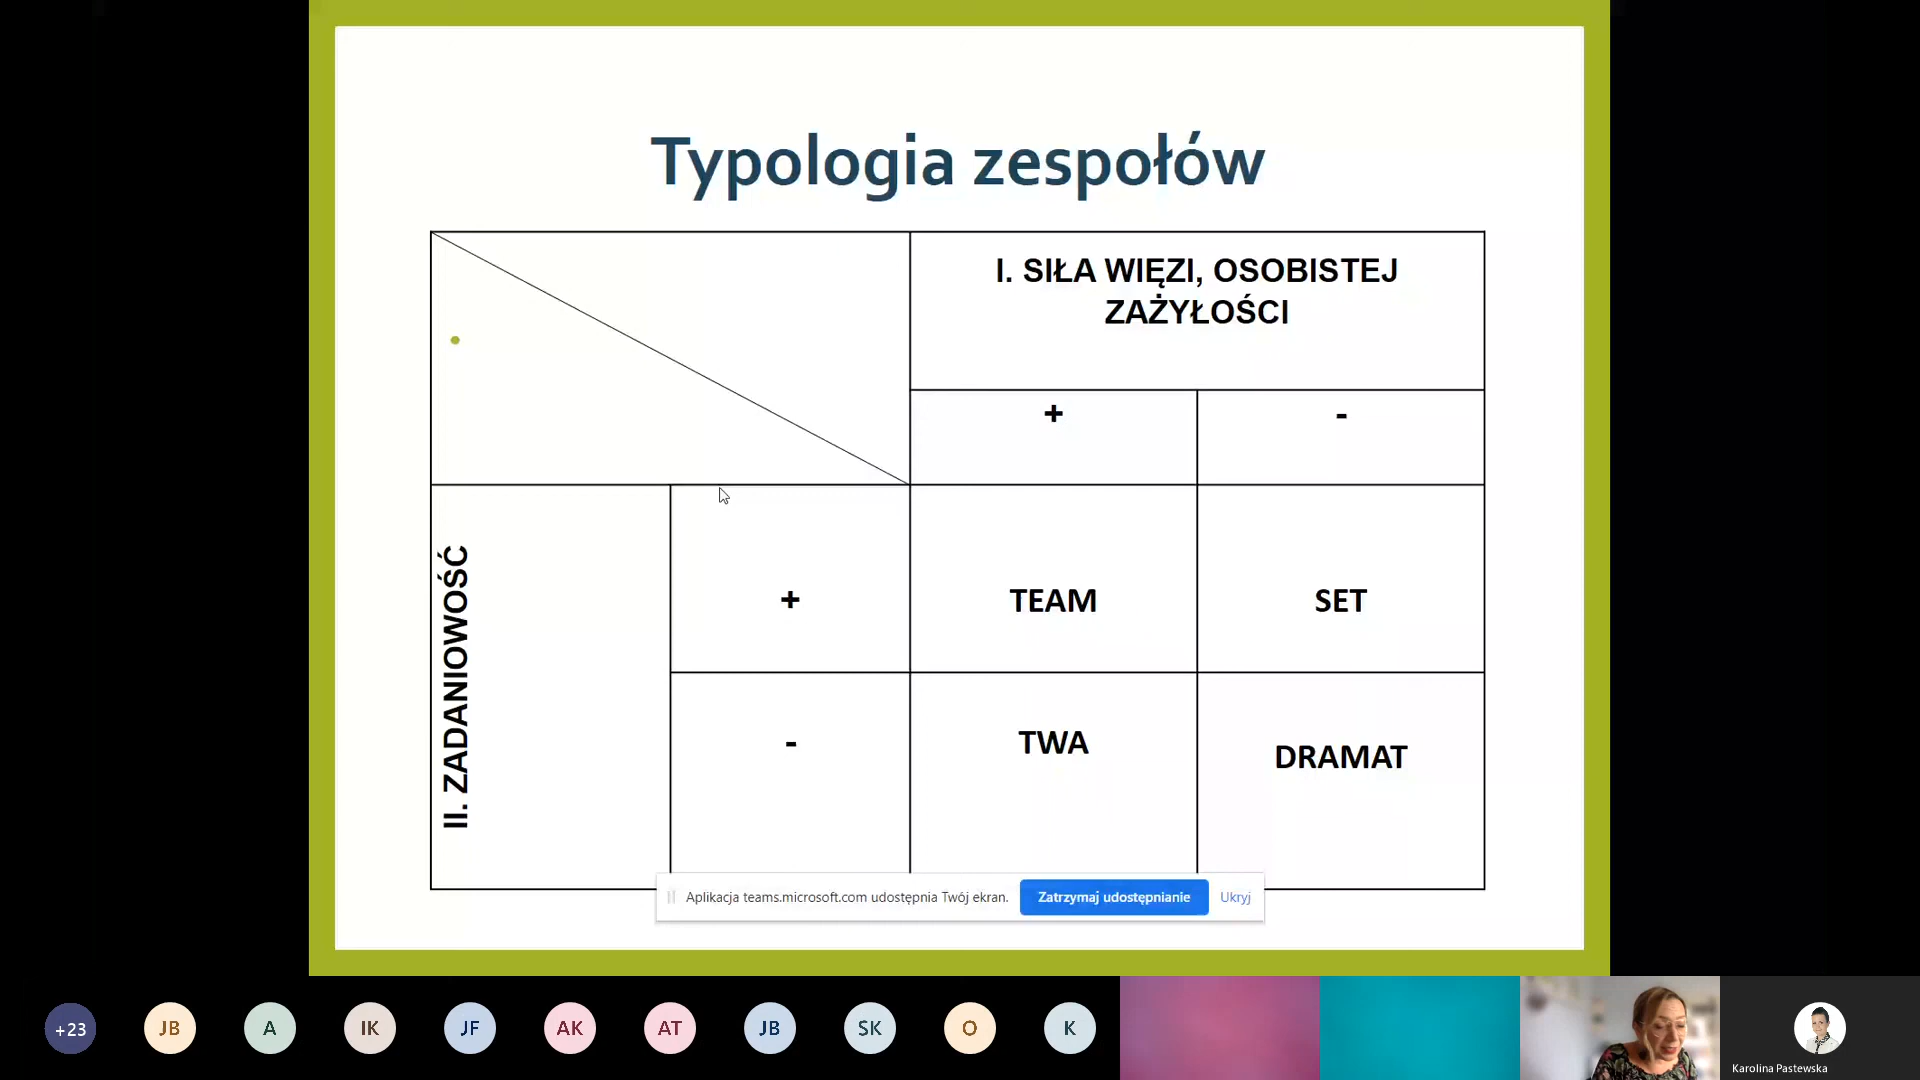 Typologia zespołów
I. SIŁA WIĘZI, OSOBISTEJ
ZAŻYŁOŚCI
+
-
II. ZADANIOWOŚĆ
+
TEAM
SET
-
TWA
DRAMAT
Aplikacja teams.microsoft.com udostępnia Twój ekran.
Zatrzymaj udostępnianie
Ukryj
+23
JB
A
IK
JF
AK
AT
JB
SK
O
K
Karolina Pastewska